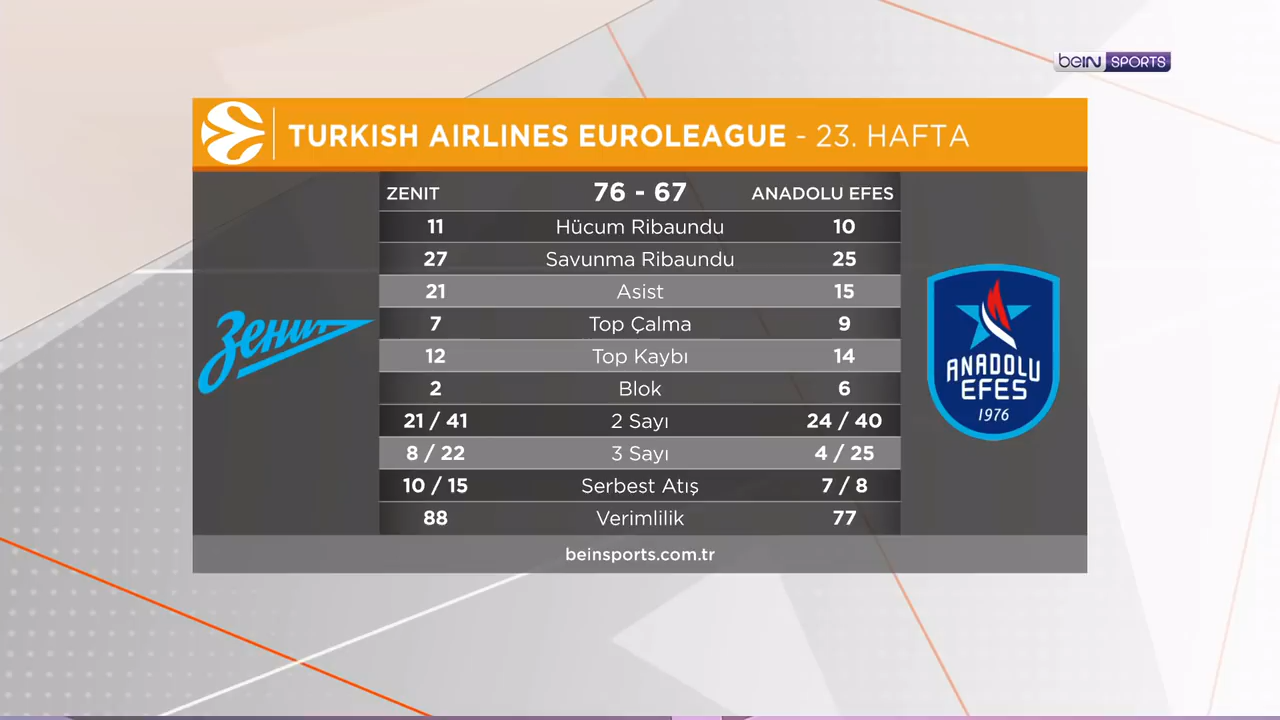 beIN SPORTS
TURKISH AIRLINES EUROLEAGUE - 23. HAFTA
ZENIT 76 - 67 ANADOLU EFES
11 Hücum Ribaundu 10
27 Savunma Ribaundu 25
21 Asist 15
7 Top Çalma 9
12 Top Kaybı 14
2 Blok 6
21 / 41 2 Sayı 24 / 40
8 / 22 3 Sayı 4 / 25
10 / 15 Serbest Atış 7 / 8
88 Verimlilik 77
Зенит
ANADOLU
EFES
1976
beinsports.com.tr